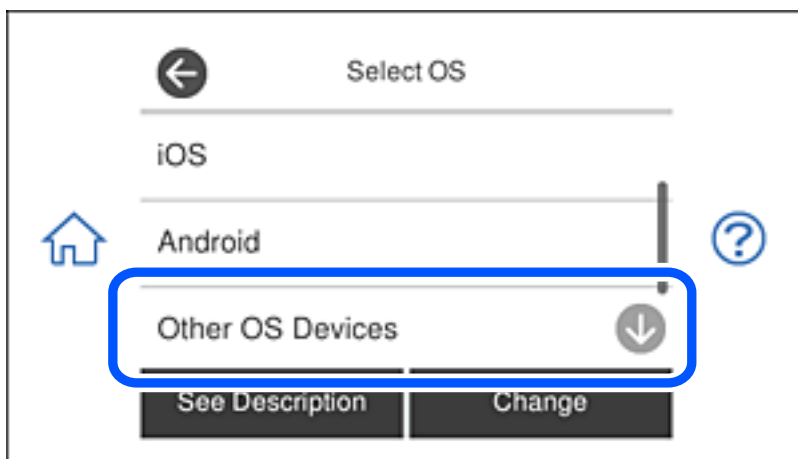 Select OS
iOS
Android
Other OS Devices
See Description
Change